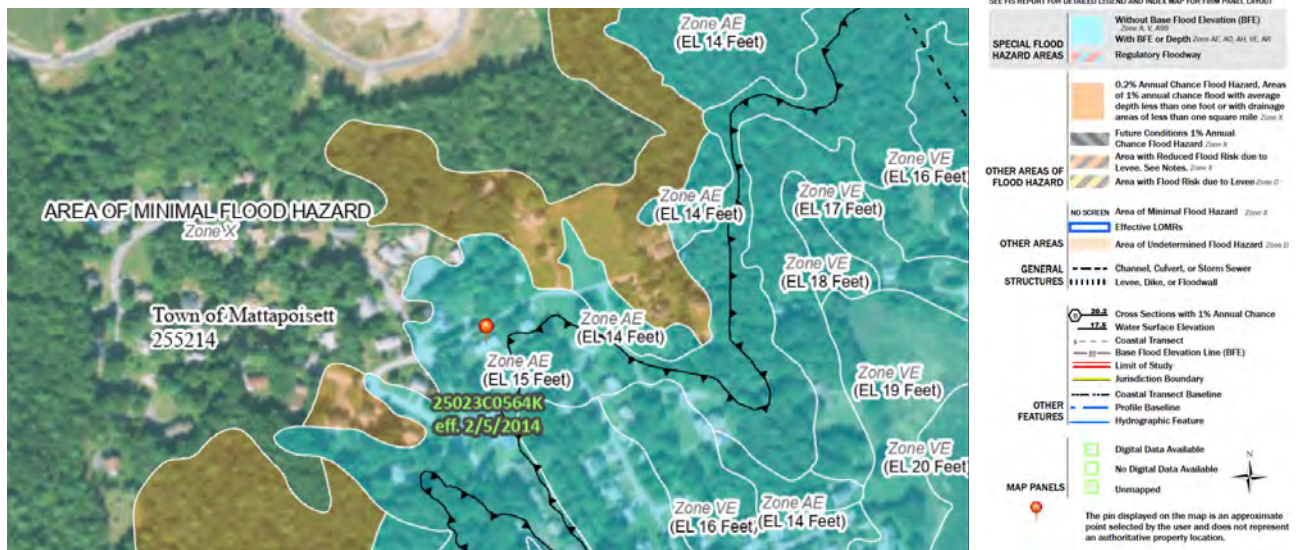 Zone AE
(EL 14 Feet)
Zone VE
(EL 16 Feet)
Zone AE
(EL 14 Feet)
Zone VE
(EL 17 Feet)
AREA OF MINIMAL FLOOD HAZARD
Zone X
Zone VE
(EL 18 Feet)
Town of Mattapoisett
255214
Zone AE
(EL 14 Feet)
Zone AE
(EL 15 Feet)
Zone VE
(EL 19 Feet)
25023C0564K
eff. 2/5/2014
Zone VE
(EL 20 Feet)
Zone VE
(EL 16 Feet)
Zone AE
(EL 14 Feet)
SEE FIS REPORT FOR DETAILED LEGEND AND INDEX MAP FOR FIRM PANEL LAYOUT
SPECIAL FLOOD
HAZARD AREAS
Without Base Flood Elevation (BFE)
Zone A, V, A99
With BFE or Depth Zone AE, AO, AH, VE, AR
Regulatory Floodway
OTHER AREAS OF
FLOOD HAZARD
0.2% Annual Chance Flood Hazard, Areas
of 1% annual chance flood with average
depth less than one foot or with drainage
areas of less than one square mile Zone X
Future Conditions 1% Annual
Chance Flood Hazard Zone X
Area with Reduced Flood Risk due to
Levee. See Notes. Zone X
Area with Flood Risk due to Levee Zone D
OTHER AREAS
NO SCREEN Area of Minimal Flood Hazard Zone X
Effective LOMRs
Area of Undetermined Flood Hazard Zone D
GENERAL
STRUCTURES
Channel, Culvert, or Storm Sewer
Levee, Dike, or Floodwall
OTHER
FEATURES
20.2 Cross Sections with 1% Annual Chance
17.5 Water Surface Elevation
Coastal Transect
Base Flood Elevation Line (BFE)
Limit of Study
Jurisdiction Boundary
Coastal Transect Baseline
Profile Baseline
Hydrographic Feature
MAP PANELS
Digital Data Available
No Digital Data Available
Unmapped
N
The pin displayed on the map is an approximate
point selected by the user and does not represent
an authoritative property location.